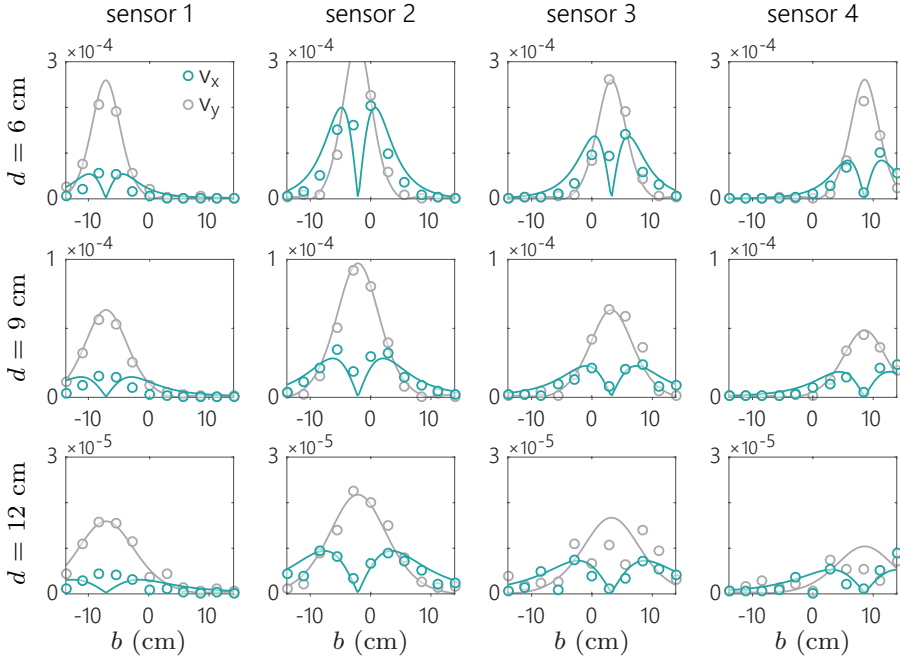 sensor 1 sensor 2 sensor 3 sensor 4
×10⁻⁴ ×10⁻⁴ ×10⁻⁴ ×10⁻⁴
d = 6 cm
3 3 3 3
vₓ
v_y
0 0 0 0
-10 0 10 -10 0 10 -10 0 10 -10 0 10
×10⁻⁴ ×10⁻⁴ ×10⁻⁴ ×10⁻⁴
d = 9 cm
1 1 1 1
0 0 0 0
-10 0 10 -10 0 10 -10 0 10 -10 0 10
×10⁻⁵ ×10⁻⁵ ×10⁻⁵ ×10⁻⁵
d = 12 cm
3 3 3 3
0 0 0 0
-10 0 10 -10 0 10 -10 0 10 -10 0 10
b (cm) b (cm) b (cm) b (cm)